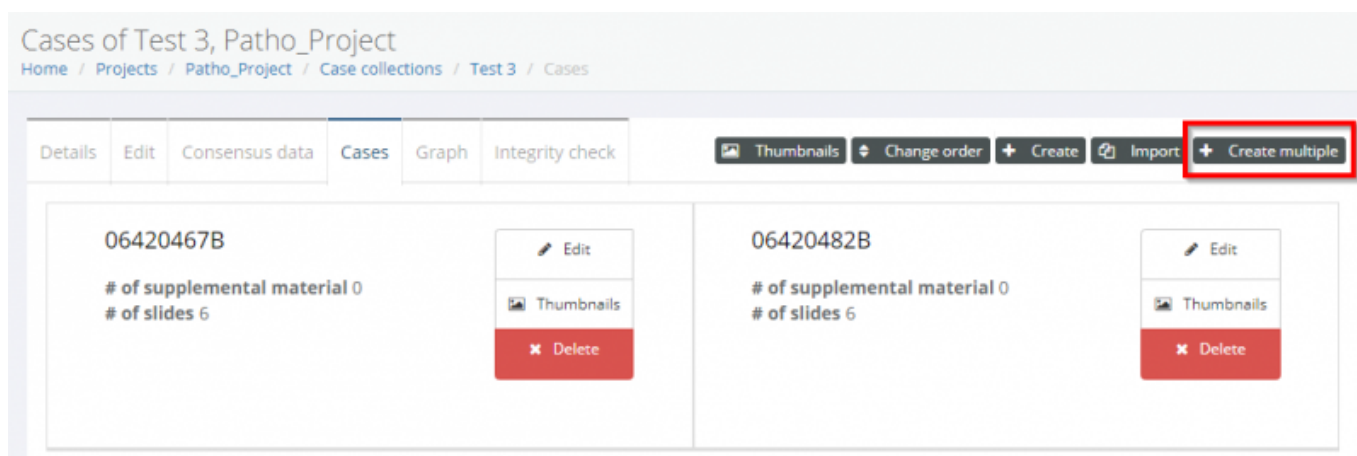 Cases of Test 3, Patho_Project
Home / Projects / Patho_Project / Case collections / Test 3 / Cases
Details Edit Consensus data Cases Graph Integrity check Thumbnails Change order + Create Import + Create multiple
06420467B
# of supplemental material 0
# of slides 6
Edit
Thumbnails
Delete
06420482B
# of supplemental material 0
# of slides 6
Edit
Thumbnails
Delete